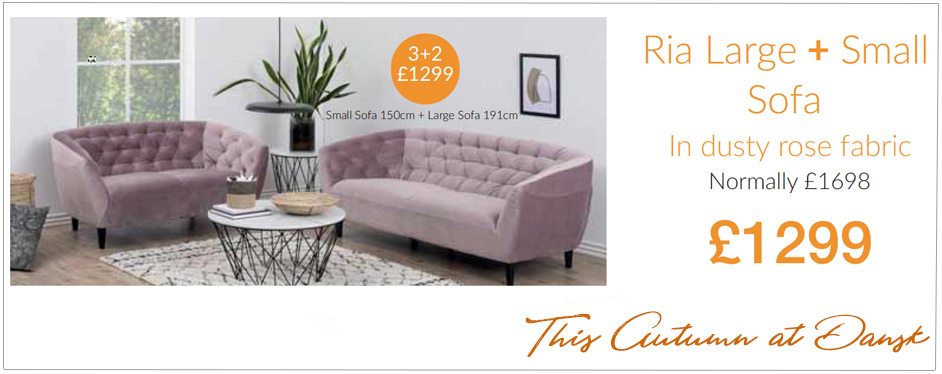 3+2
£1299
Small Sofa 150cm + Large Sofa 191cm
Ria Large + Small
Sofa
In dusty rose fabric
Normally £1698
£1299
This Autumn at Dansk